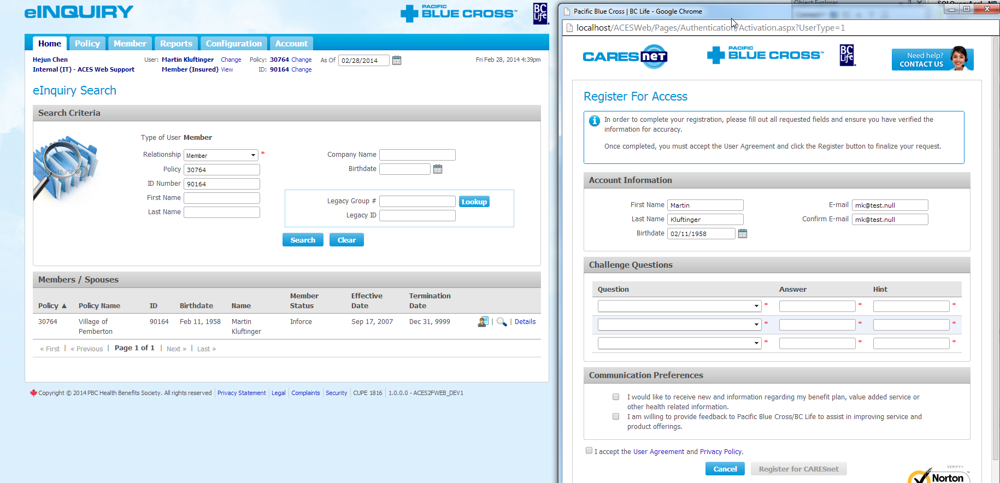 eINQUIRY
PACIFIC
BLUE CROSS™
BC
Life
Home
Policy
Member
Reports
Configuration
Account
Hejun Chen
User: Martin Kluftinger Change Policy: 30764 Change As Of 02/28/2014
Fri Feb 28, 2014 4:39pm
Internal (IT) - ACES Web Support
Member (Insured) View ID: 90164 Change
eInquiry Search
Search Criteria
Type of User Member
Relationship Member *
Company Name
Policy 30764
Birthdate
ID Number 90164
First Name
Legacy Group # Lookup
Last Name
Legacy ID
Search Clear
Members / Spouses
Policy ▲ Policy Name ID Birthdate Name Member Status Effective Date Termination Date
30764 Village of Pemberton 90164 Feb 11, 1958 Martin Kluftinger Inforce Sep 17, 2007 Dec 31, 9999 | | Details
« First | « Previous | Page 1 of 1 | Next » | Last »
Copyright © 2014 PBC Health Benefits Society. All rights reserved Privacy Statement Legal Complaints Security CUPE 1816 1.0.0.0 - ACES2FWEB_DEV1
Pacific Blue Cross | BC Life - Google Chrome
localhost/ACESWeb/Pages/Authentication/Activation.aspx?UserType=1
CARESnet
PACIFIC
BLUE CROSS™
BC
Life
Need help?
CONTACT US
Register For Access
In order to complete your registration, please fill out all requested fields and ensure you have verified the
information for accuracy.
Once completed, you must accept the User Agreement and click the Register button to finalize your request.
Account Information
First Name Martin
E-mail mk@test.null
Last Name Kluftinger
Confirm E-mail mk@test.null
Birthdate 02/11/1958
Challenge Questions
Question Answer Hint
* * *
* * *
* * *
Communication Preferences
I would like to receive new and information regarding my benefit plan, value added service or
other health related information.
I am willing to provide feedback to Pacific Blue Cross/BC Life to assist in improving service and
product offerings.
I accept the User Agreement and Privacy Policy.
Cancel Register for CARESnet
VERIFY+
Norton